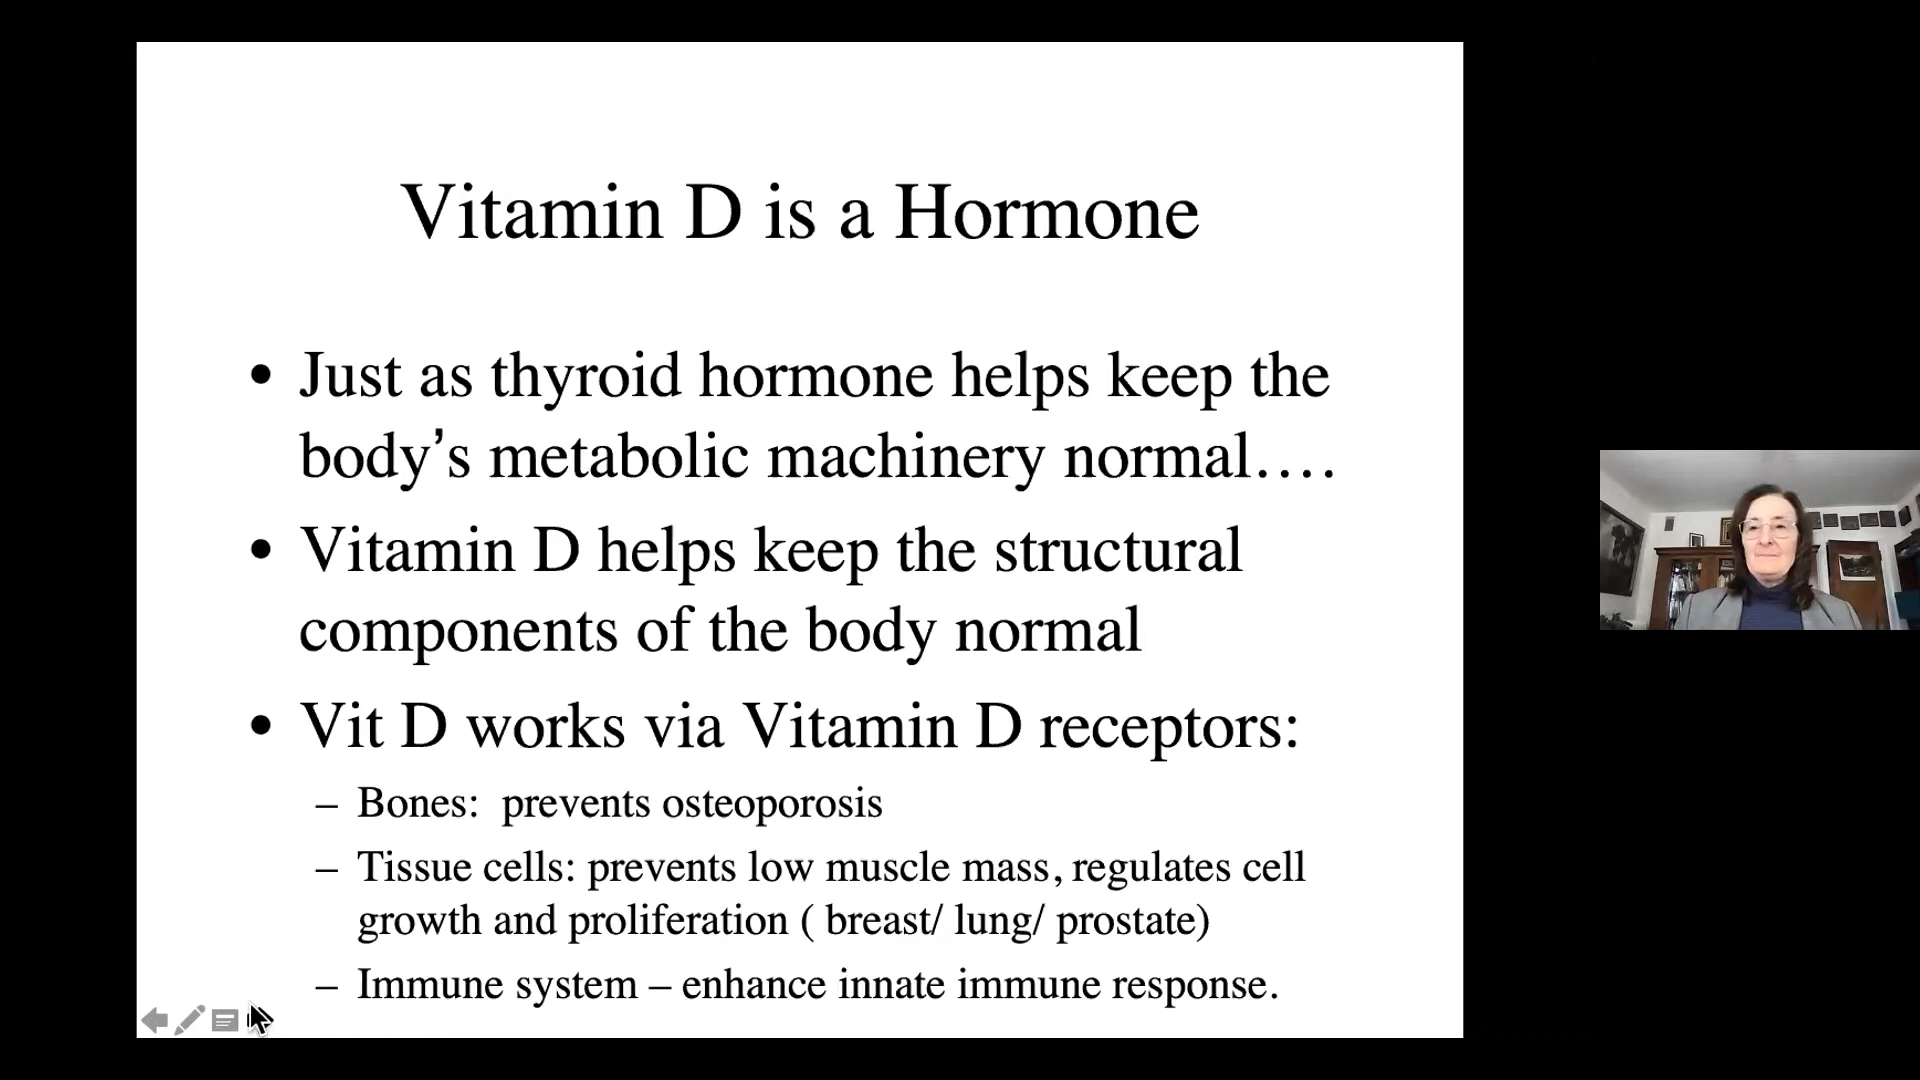 Vitamin D is a Hormone
• Just as thyroid hormone helps keep the
body’s metabolic machinery normal….
• Vitamin D helps keep the structural
components of the body normal
• Vit D works via Vitamin D receptors:
– Bones:  prevents osteoporosis
– Tissue cells: prevents low muscle mass, regulates cell
growth and proliferation ( breast/ lung/ prostate)
– Immune system – enhance innate immune response.